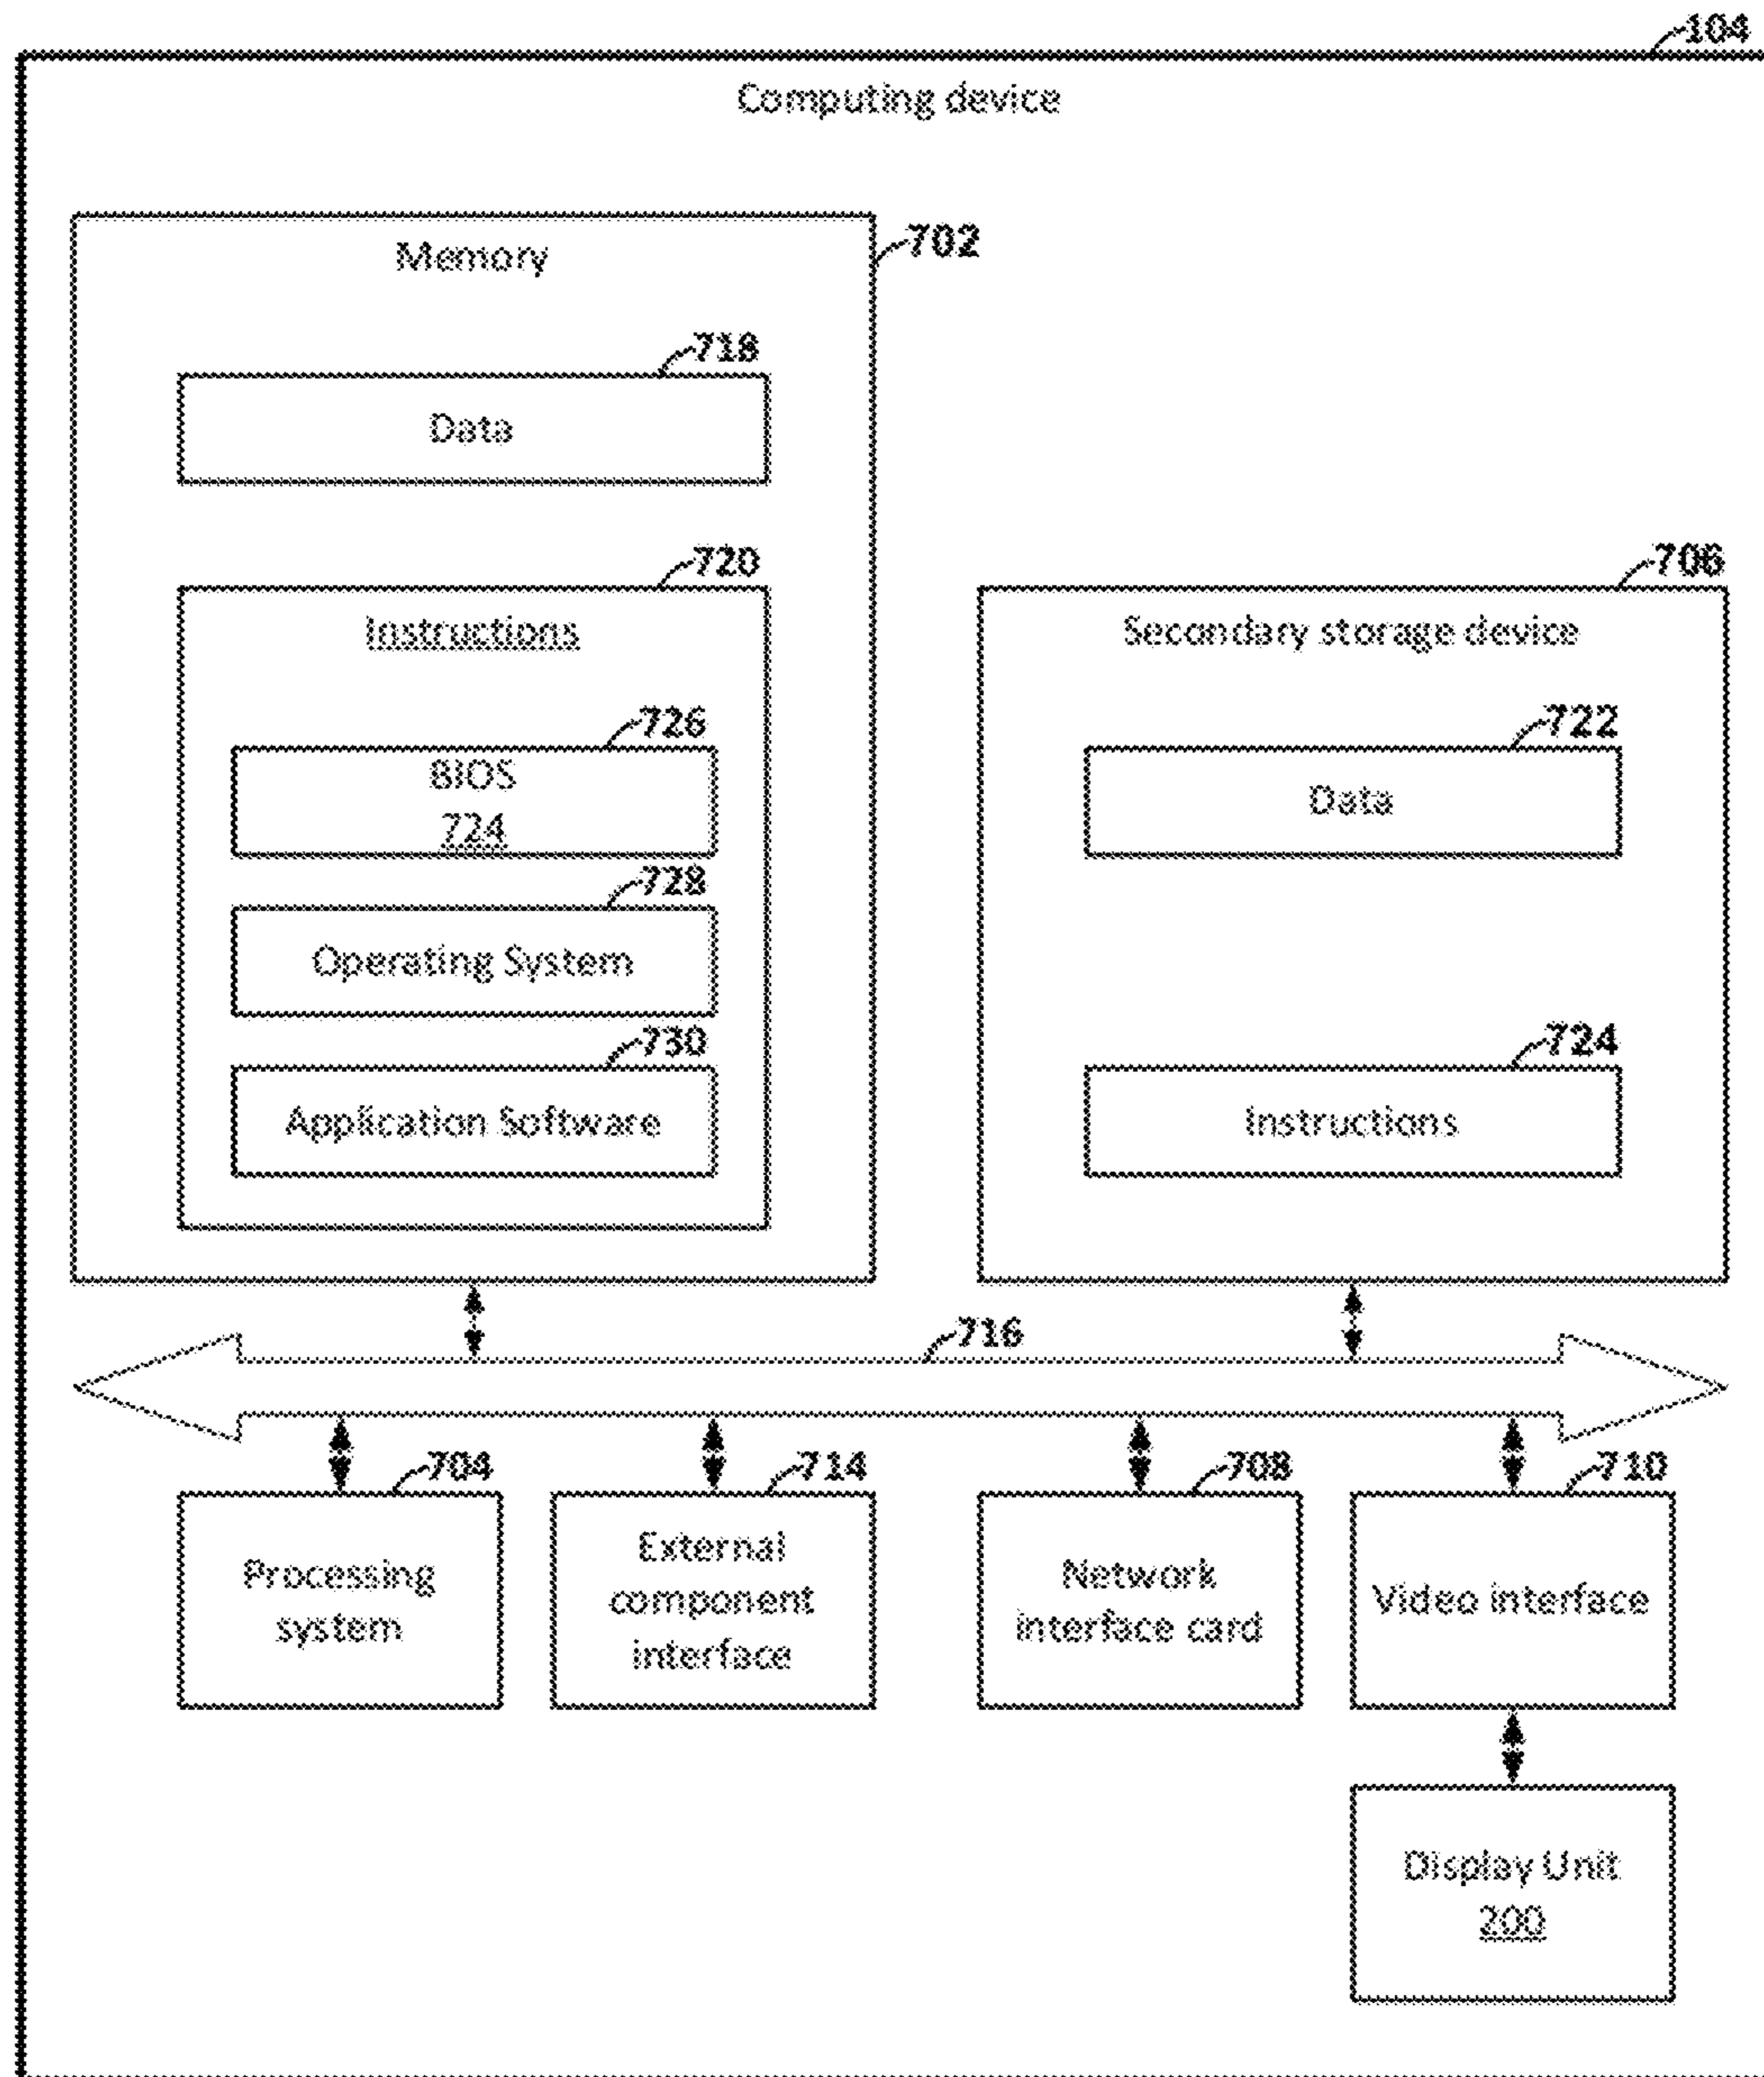 104
Computing device
Memory
702
718
Data
720
Instructions
726
BIOS
724
728
Operating System
730
Application Software
706
Secondary storage device
722
Data
724
Instructions
716
704
Processing
system
714
External
component
interface
708
Network
interface card
710
Video interface
Display Unit
200